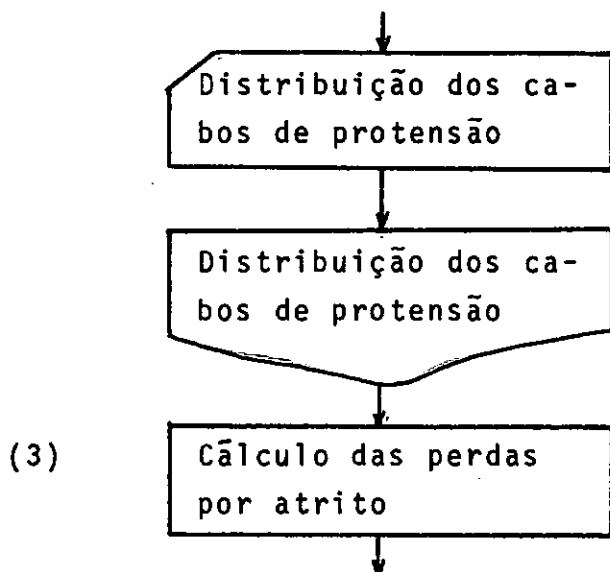 Distribuição dos ca-
bos de protensão
Distribuição dos ca-
bos de protensão
(3)
Cálculo das perdas
por atrito